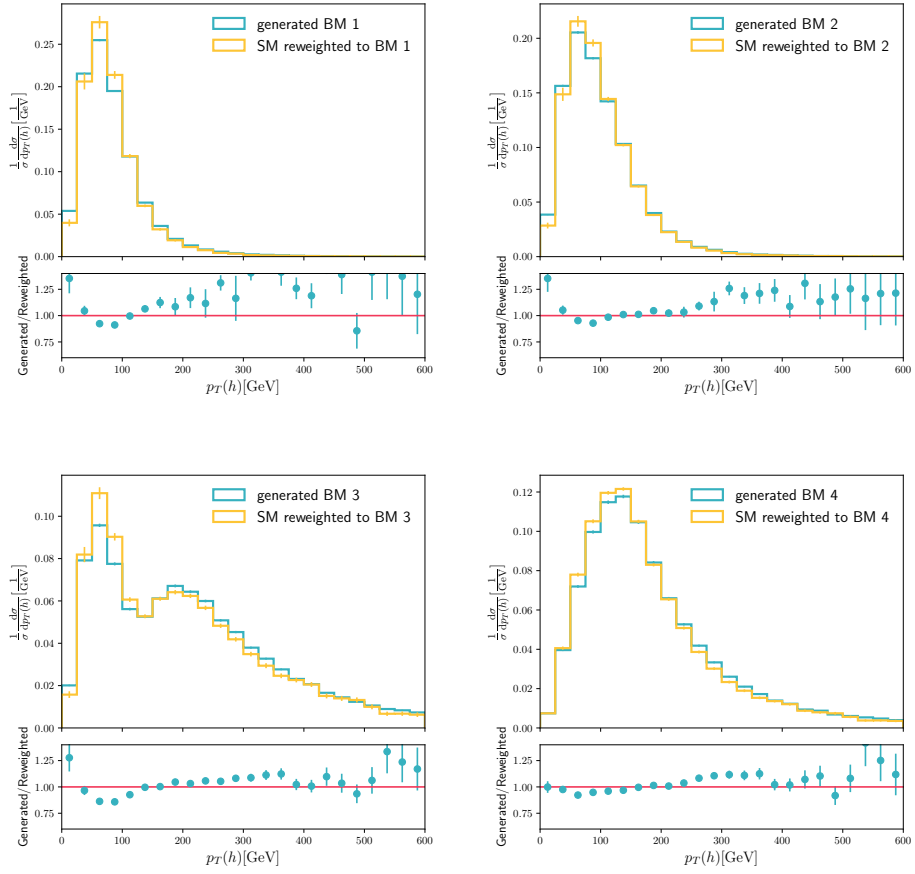 generated BM 1
SM reweighted to BM 1
0.25
0.20
0.15
0.10
0.05
0.00
1/σ dσ/dp_T(h) [1/GeV]
1.25
1.00
0.75
Generated/Reweighted
0 100 200 300 400 500 600
p_T(h)[GeV]
generated BM 2
SM reweighted to BM 2
0.20
0.15
0.10
0.05
0.00
1/σ dσ/dp_T(h) [1/GeV]
1.25
1.00
0.75
Generated/Reweighted
0 100 200 300 400 500 600
p_T(h)[GeV]
generated BM 3
SM reweighted to BM 3
0.10
0.08
0.06
0.04
0.02
0.00
1/σ dσ/dp_T(h) [1/GeV]
1.25
1.00
0.75
Generated/Reweighted
0 100 200 300 400 500 600
p_T(h)[GeV]
generated BM 4
SM reweighted to BM 4
0.12
0.10
0.08
0.06
0.04
0.02
0.00
1/σ dσ/dp_T(h) [1/GeV]
1.25
1.00
0.75
Generated/Reweighted
0 100 200 300 400 500 600
p_T(h)[GeV]